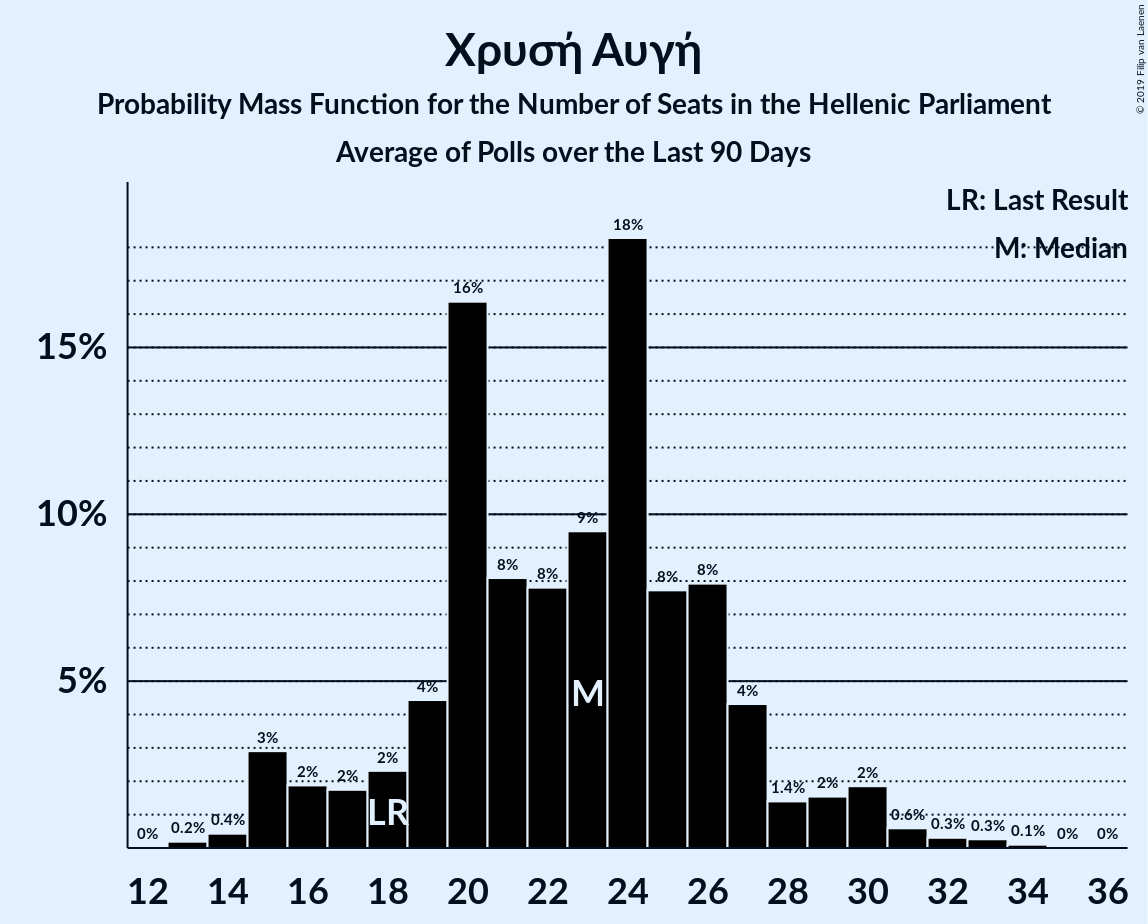 Χρυσή Αυγή
Probability Mass Function for the Number of Seats in the Hellenic Parliament
Average of Polls over the Last 90 Days
© 2019 Filip van Laenen
LR: Last Result
M: Median
15%
10%
5%
0% 0.2% 0.4% 3% 2% 2% 2% 4% 16% 8% 8% 9% 18% 8% 8% 4% 1.4% 2% 2% 0.6% 0.3% 0.3% 0.1% 0% 0%
LR M
12 14 16 18 20 22 24 26 28 30 32 34 36